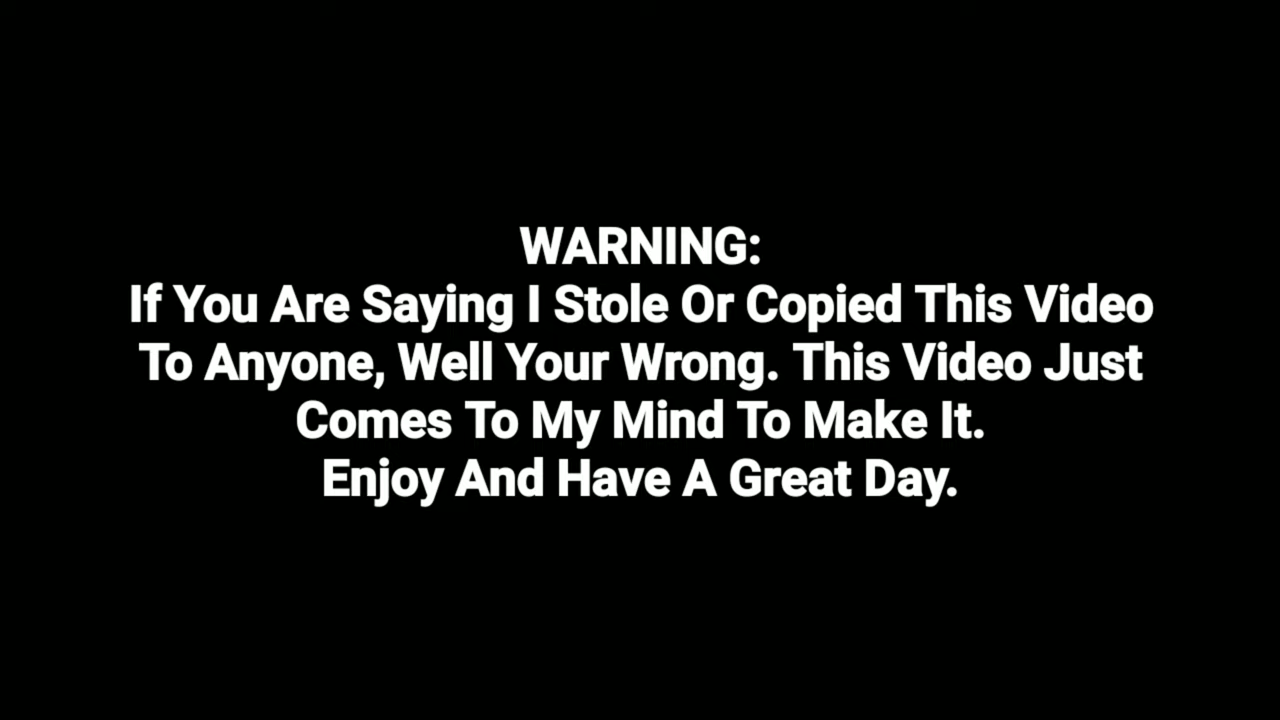 WARNING:
If You Are Saying I Stole Or Copied This Video
To Anyone, Well Your Wrong. This Video Just
Comes To My Mind To Make It.
Enjoy And Have A Great Day.